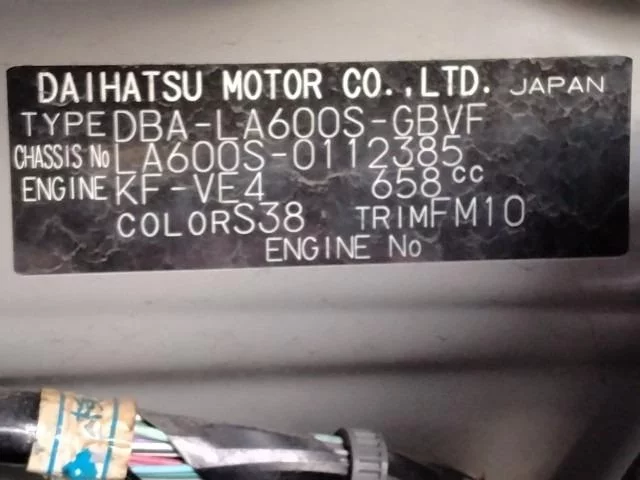 DAIHATSU MOTOR CO.,LTD. JAPAN
TYPE DBA-LA600S-GBVF
CHASSIS No LA600S-0112385
ENGINE KF-VE4 658cc
COLOR S38 TRIM FM10
ENGINE No